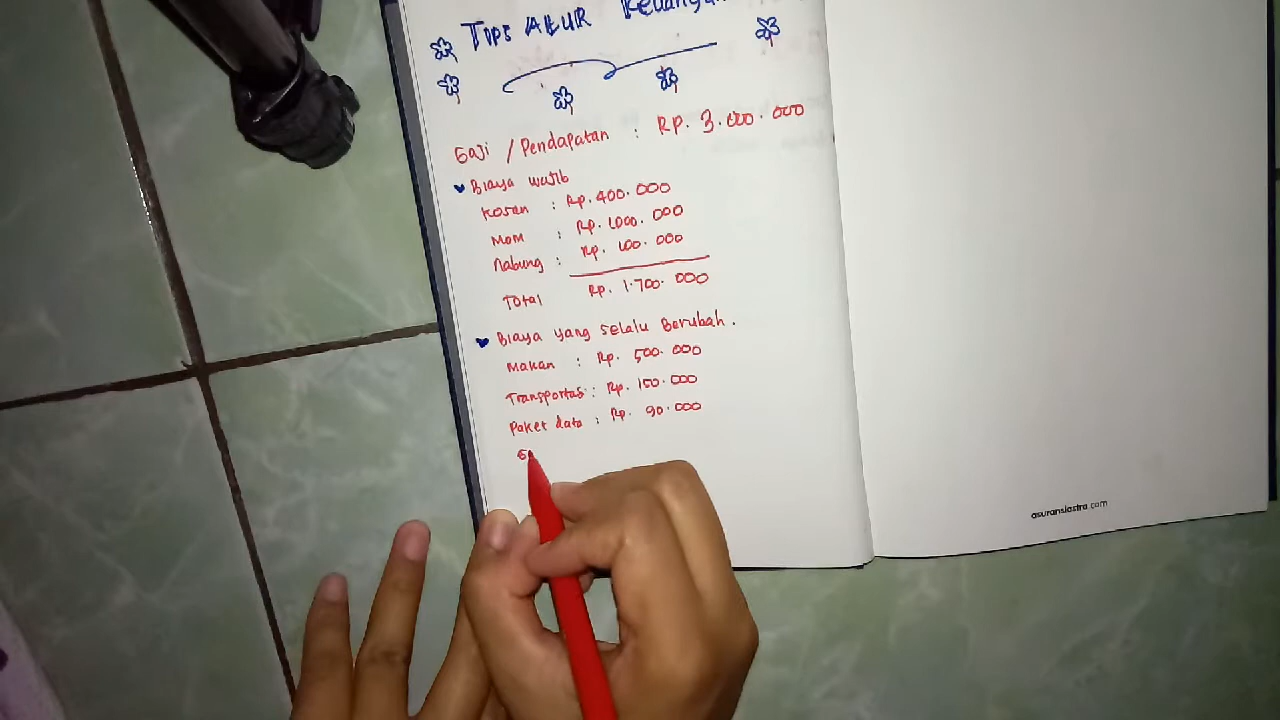 Tips ALUR Keuangan
Gaji / Pendapatan : Rp. 3.000.000
Biaya wajib
Kosan : Rp. 400.000
Mom : Rp. 1.000.000
Nabung : Rp. 100.000
Total Rp. 1.700.000
Biaya yang selalu Berubah.
Makan : Rp. 500.000
Transportasi : Rp. 150.000
Paket data : Rp. 90.000
asuransiastra.com